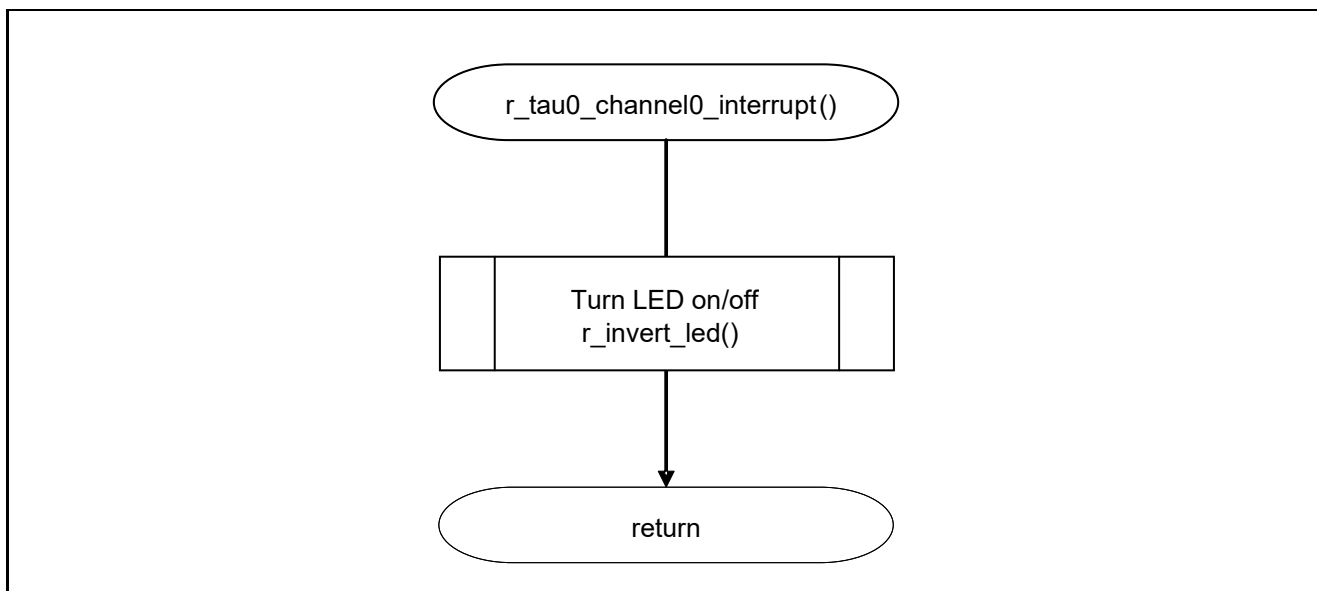 r_tau0_channel0_interrupt()
Turn LED on/off
r_invert_led()
return